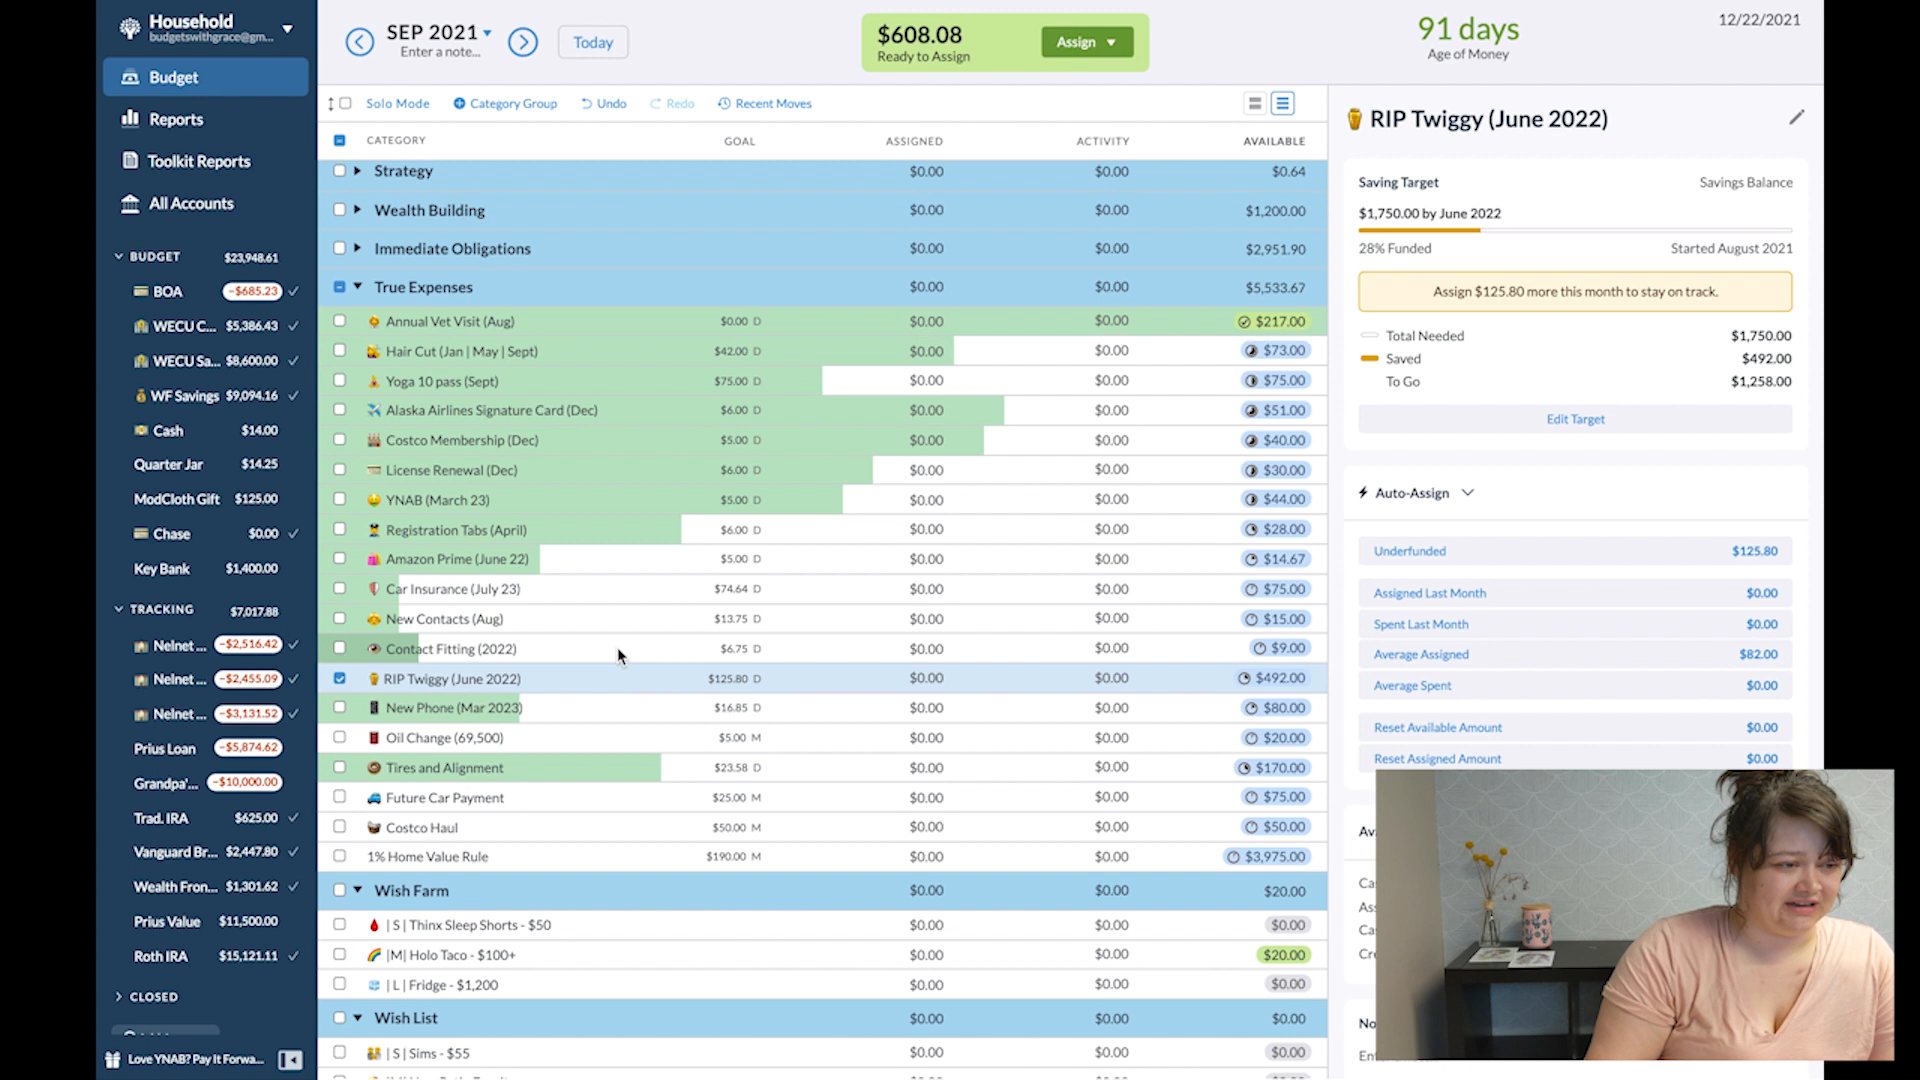 Household
budgetswithgrace@gm...
Budget
Reports
Toolkit Reports
All Accounts
BUDGET $23,948.61
BOA -$685.23
WECU C... $5,386.43
WECU Sa... $8,600.00
WF Savings $9,094.16
Cash $14.00
Quarter Jar $14.25
ModCloth Gift $125.00
Chase $0.00
Key Bank $1,400.00
TRACKING $7,017.88
Nelnet ... -$2,516.42
Nelnet ... -$2,455.09
Nelnet ... -$3,131.52
Prius Loan -$5,874.62
Grandpa'... -$10,000.00
Trad. IRA $625.00
Vanguard Br... $2,447.80
Wealth Fron... $1,301.62
Prius Value $11,500.00
Roth IRA $15,121.11
CLOSED
Love YNAB? Pay It Forwa...
SEP 2021
Enter a note...
Today
$608.08
Ready to Assign
Assign
91 days
Age of Money
12/22/2021
Solo Mode Category Group Undo Redo Recent Moves
CATEGORY GOAL ASSIGNED ACTIVITY AVAILABLE
Strategy $0.00 $0.00 $0.64
Wealth Building $0.00 $0.00 $1,200.00
Immediate Obligations $0.00 $0.00 $2,951.90
True Expenses $0.00 $0.00 $5,533.67
Annual Vet Visit (Aug) $0.00 D $0.00 $0.00 $217.00
Hair Cut (Jan | May | Sept) $42.00 D $0.00 $0.00 $73.00
Yoga 10 pass (Sept) $75.00 D $0.00 $0.00 $75.00
Alaska Airlines Signature Card (Dec) $6.00 D $0.00 $0.00 $51.00
Costco Membership (Dec) $5.00 D $0.00 $0.00 $40.00
License Renewal (Dec) $6.00 D $0.00 $0.00 $30.00
YNAB (March 23) $5.00 D $0.00 $0.00 $44.00
Registration Tabs (April) $6.00 D $0.00 $0.00 $28.00
Amazon Prime (June 22) $5.00 D $0.00 $0.00 $14.67
Car Insurance (July 23) $74.64 D $0.00 $0.00 $75.00
New Contacts (Aug) $13.75 D $0.00 $0.00 $15.00
Contact Fitting (2022) $6.75 D $0.00 $0.00 $9.00
RIP Twiggy (June 2022) $125.80 D $0.00 $0.00 $492.00
New Phone (Mar 2023) $16.85 D $0.00 $0.00 $80.00
Oil Change (69,500) $5.00 M $0.00 $0.00 $20.00
Tires and Alignment $23.58 D $0.00 $0.00 $170.00
Future Car Payment $25.00 M $0.00 $0.00 $75.00
Costco Haul $50.00 M $0.00 $0.00 $50.00
1% Home Value Rule $190.00 M $0.00 $0.00 $3,975.00
Wish Farm $0.00 $0.00 $20.00
| S | Thinx Sleep Shorts - $50 $0.00 $0.00 $0.00
|M| Holo Taco - $100+ $0.00 $0.00 $20.00
| L | Fridge - $1,200 $0.00 $0.00 $0.00
Wish List $0.00 $0.00 $0.00
| S | Sims - $55 $0.00 $0.00 $0.00
RIP Twiggy (June 2022)
Saving Target Savings Balance
$1,750.00 by June 2022
28% Funded Started August 2021
Assign $125.80 more this month to stay on track.
Total Needed $1,750.00
Saved $492.00
To Go $1,258.00
Edit Target
Auto-Assign
Underfunded $125.80
Assigned Last Month $0.00
Spent Last Month $0.00
Average Assigned $82.00
Average Spent $0.00
Reset Available Amount $0.00
Reset Assigned Amount $0.00